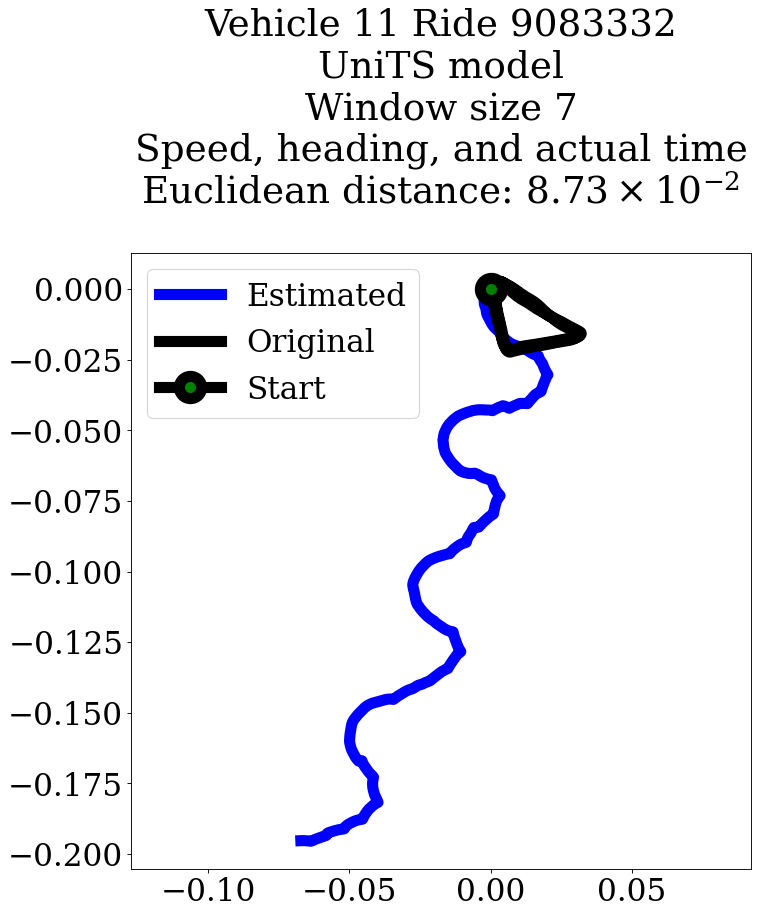 Vehicle 11 Ride 9083332
UniTS model
Window size 7
Speed, heading, and actual time
Euclidean distance: 8.73 × 10⁻²
Estimated
Original
Start
0.000
−0.025
−0.050
−0.075
−0.100
−0.125
−0.150
−0.175
−0.200
−0.10 −0.05 0.00 0.05